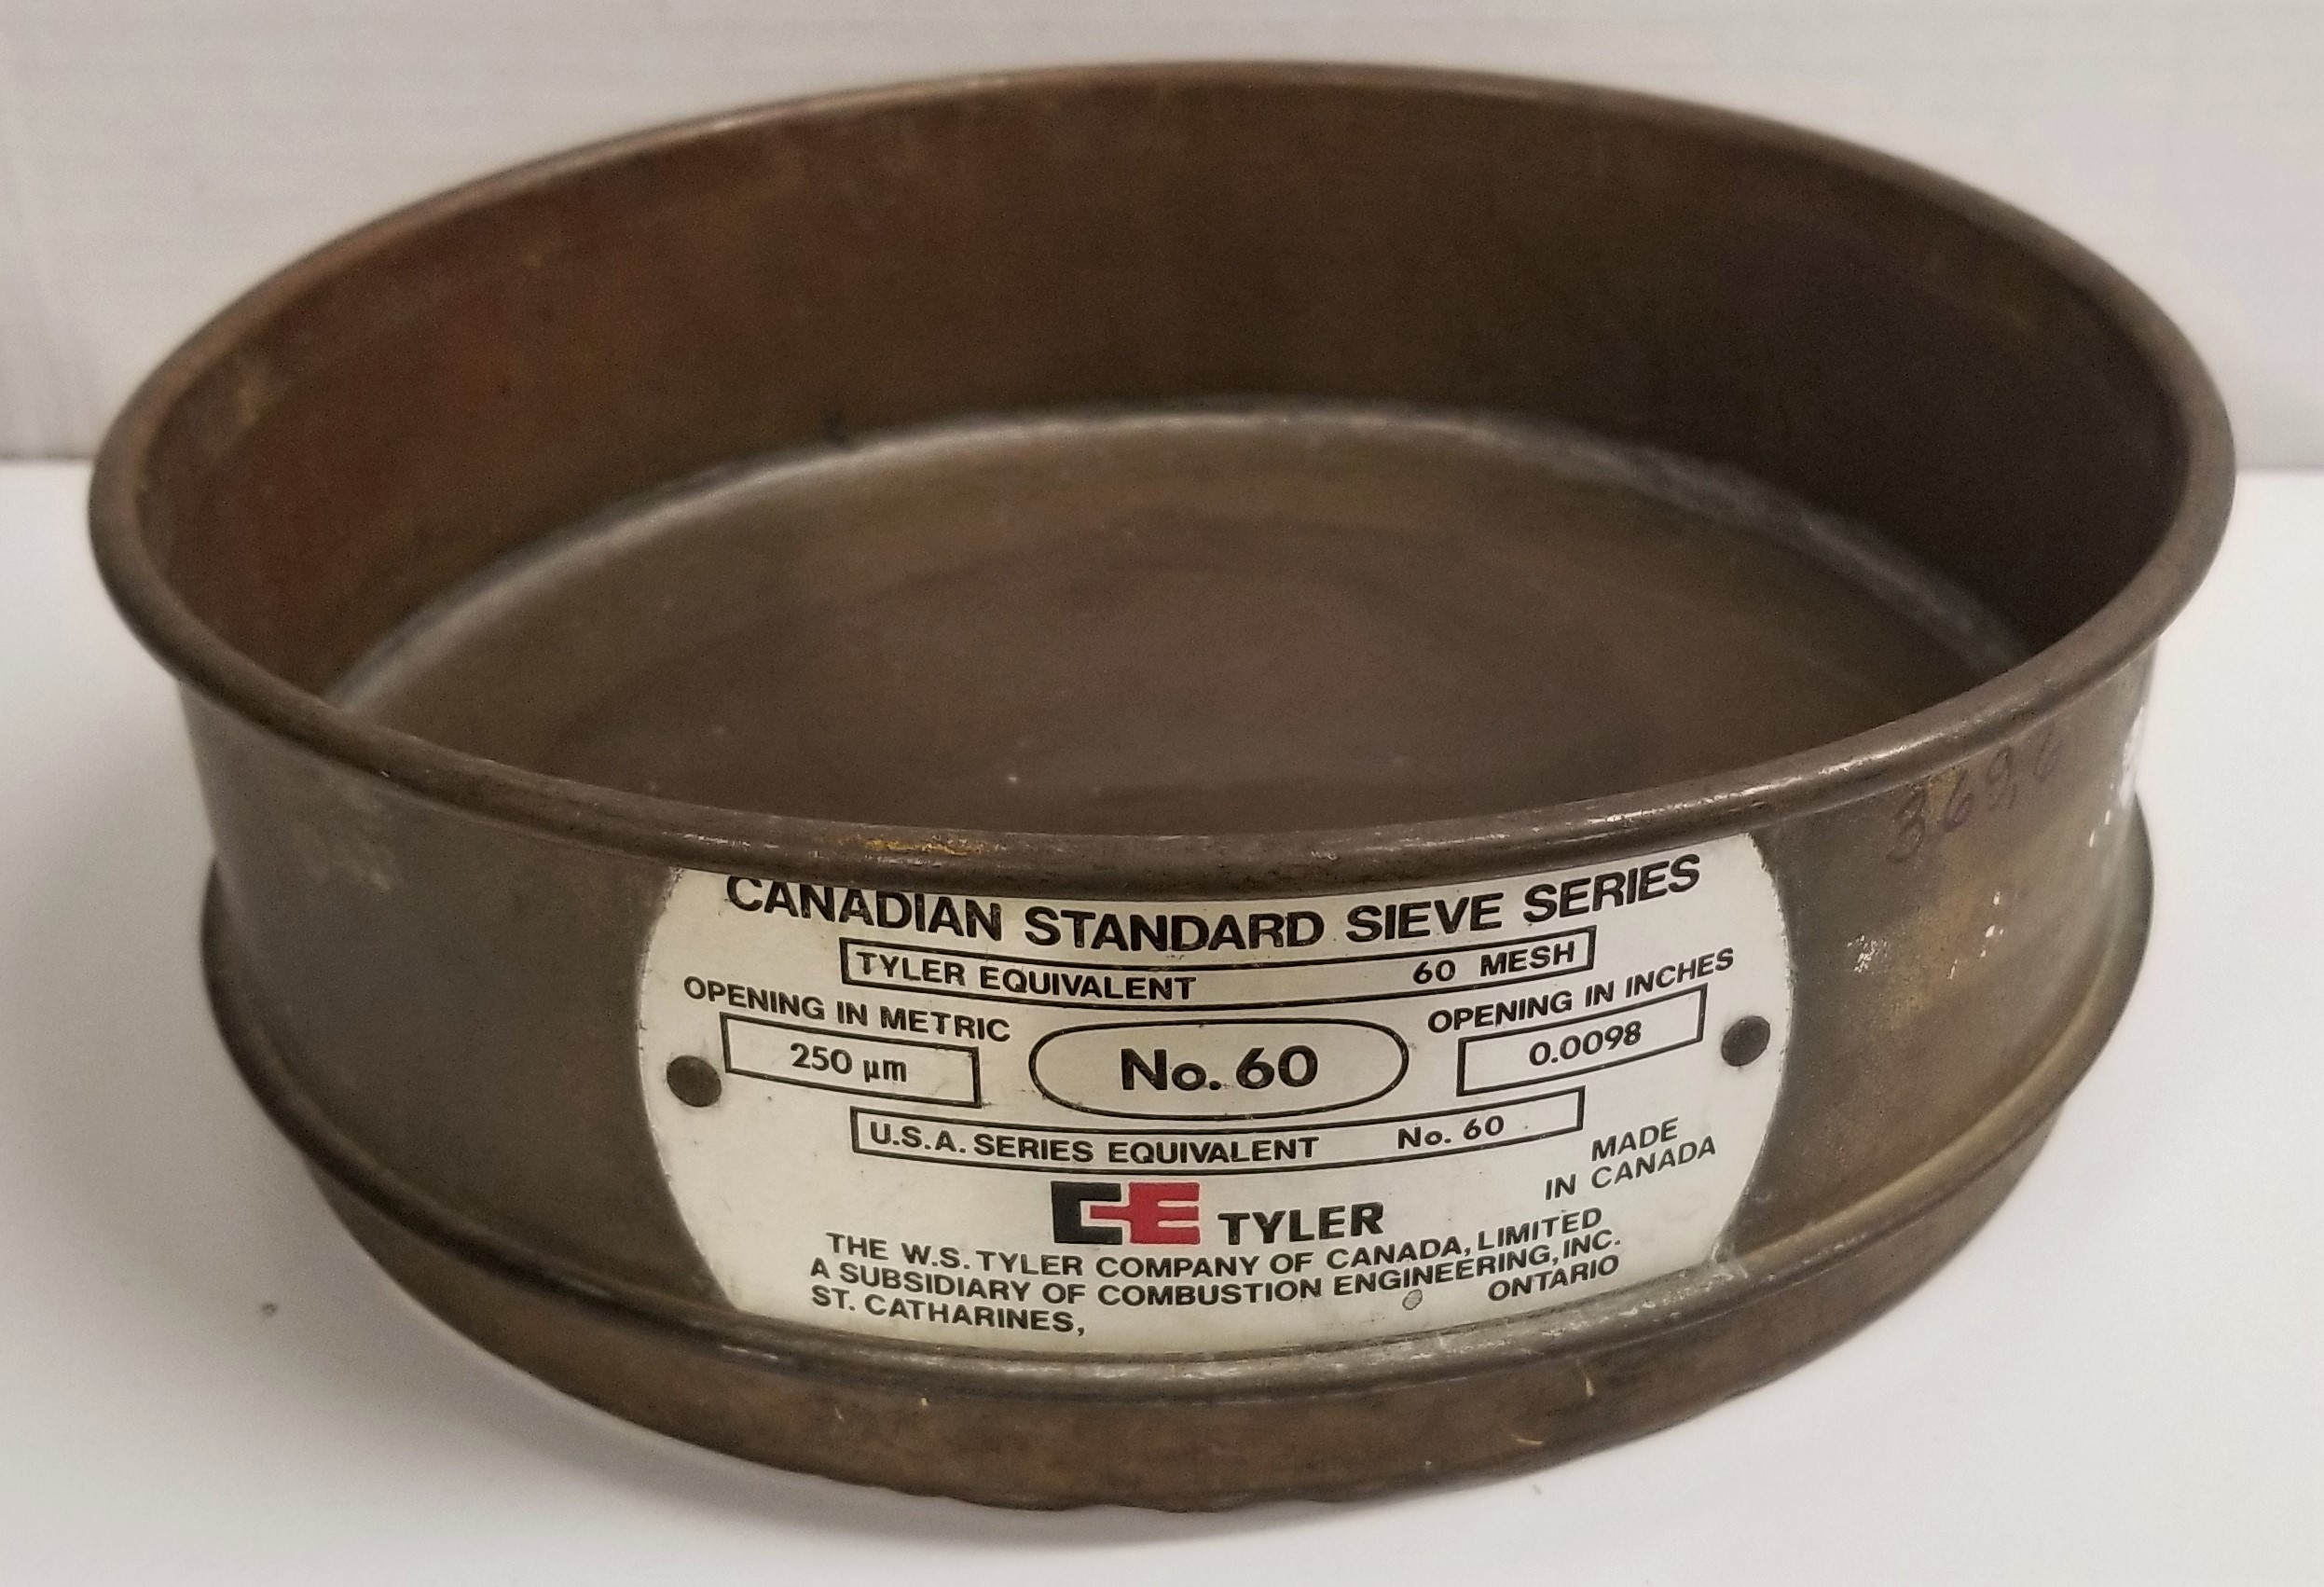 CANADIAN STANDARD SIEVE SERIES
TYLER EQUIVALENT 60 MESH
OPENING IN METRIC
250 µm
No. 60
OPENING IN INCHES
0.0098
U.S.A. SERIES EQUIVALENT No. 60
MADE
IN CANADA
CE TYLER
THE W.S. TYLER COMPANY OF CANADA, LIMITED
A SUBSIDIARY OF COMBUSTION ENGINEERING, INC.
ST. CATHARINES, ONTARIO
369,6